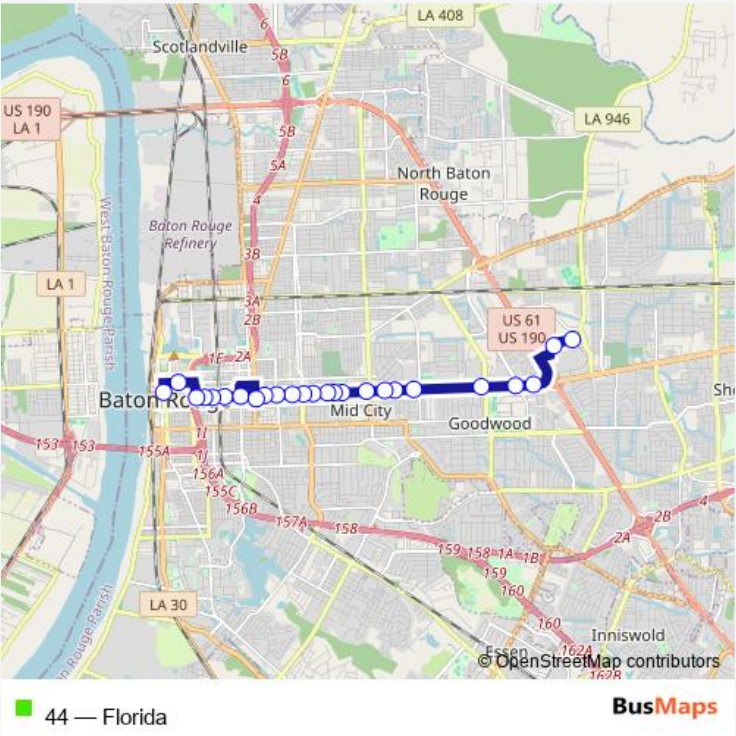 LA 408
Scotlandville
6
5B
6
US 190
LA 1
LA 946
5B
5A
North Baton
Rouge
4
West Baton Rouge Parish
Baton Rouge
Refinery
3B
LA 1
3A
2B
US 61
US 190
1E
2A
Baton Rouge
Mid City
Goodwood
1I
153
153
155A
1J
156A
155C
156B
157A
158
159
158
1A
1B
2A
2B
4
159
160
LA 30
160
Inniswold
Essen
162A
162B
© OpenStreetMap contributors
44 — Florida
BusMaps